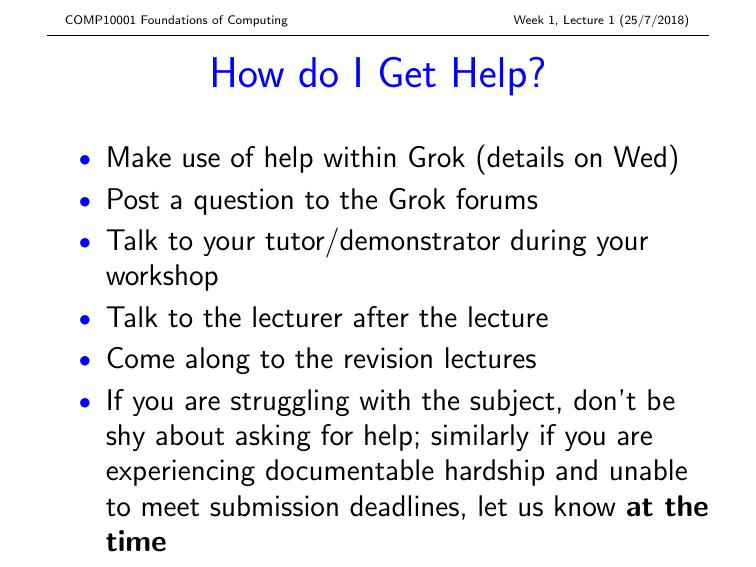 COMP10001 Foundations of Computing
Week 1, Lecture 1 (25/7/2018)
How do I Get Help?
• Make use of help within Grok (details on Wed)
• Post a question to the Grok forums
• Talk to your tutor/demonstrator during your
workshop
• Talk to the lecturer after the lecture
• Come along to the revision lectures
• If you are struggling with the subject, don't be
shy about asking for help; similarly if you are
experiencing documentable hardship and unable
to meet submission deadlines, let us know at the
time